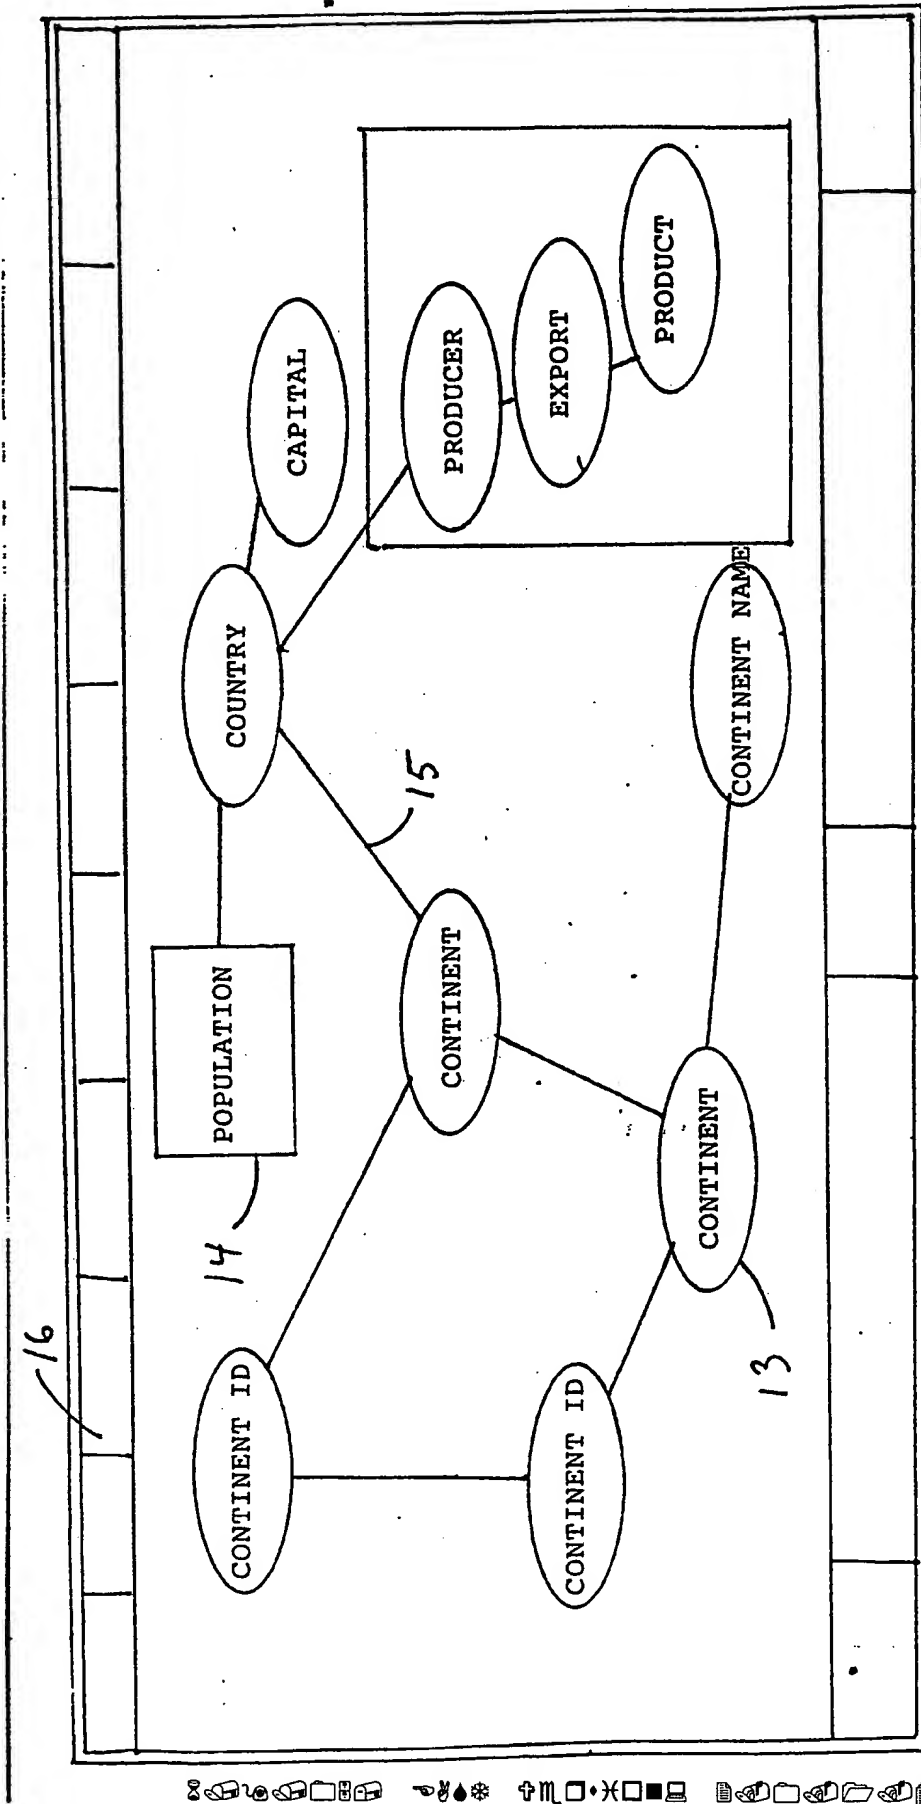 16
14
POPULATION
COUNTRY
CAPITAL
CONTINENT ID
15
CONTINENT
PRODUCER
EXPORT
PRODUCT
CONTINENT ID
CONTINENT
CONTINENT NAME
13